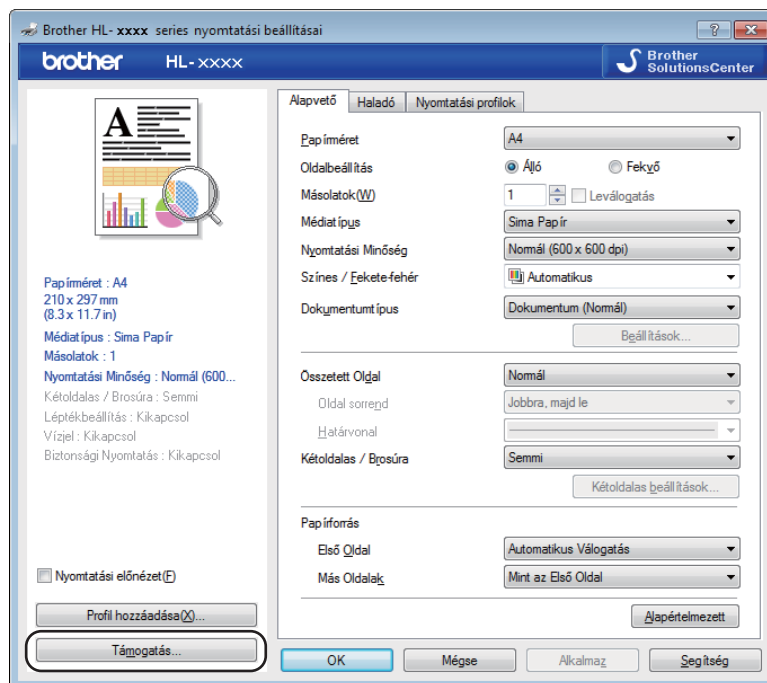 Brother HL- xxxx series nyomtatási beállításai
brother HL-xxxx
Brother
SolutionsCenter
A
Papírméret : A4
210 x 297 mm
(8.3 x 11.7 in)
Médiatípus : Sima Papír
Másolatok : 1
Nyomtatási Minőség : Normál (600...
Kétoldalas / Brosúra : Semmi
Léptékbeállítás : Kikapcsol
Vízjel : Kikapcsol
Biztonsági Nyomtatás : Kikapcsol
Nyomtatási előnézet(F)
Profil hozzáadása(X)...
Támogatás...
Alapvető Haladó Nyomtatási profilok
Papírméret A4
Oldalbeállítás Álló Fekvő
Másolatok(W) 1 Leválogatás
Médiatípus Sima Papír
Nyomtatási Minőség Normál (600 x 600 dpi)
Színes / Fekete-fehér Automatikus
Dokumentumtípus Dokumentum (Normál)
Beállítások...
Összetett Oldal Normál
Oldal sorrend Jobbra, majd le
Határvonal
Kétoldalas / Brosúra Semmi
Kétoldalas beállítások...
Papírforrás
Első Oldal Automatikus Válogatás
Más Oldalak Mint az Első Oldal
Alapértelmezett
OK Mégse Alkalmaz Segítség